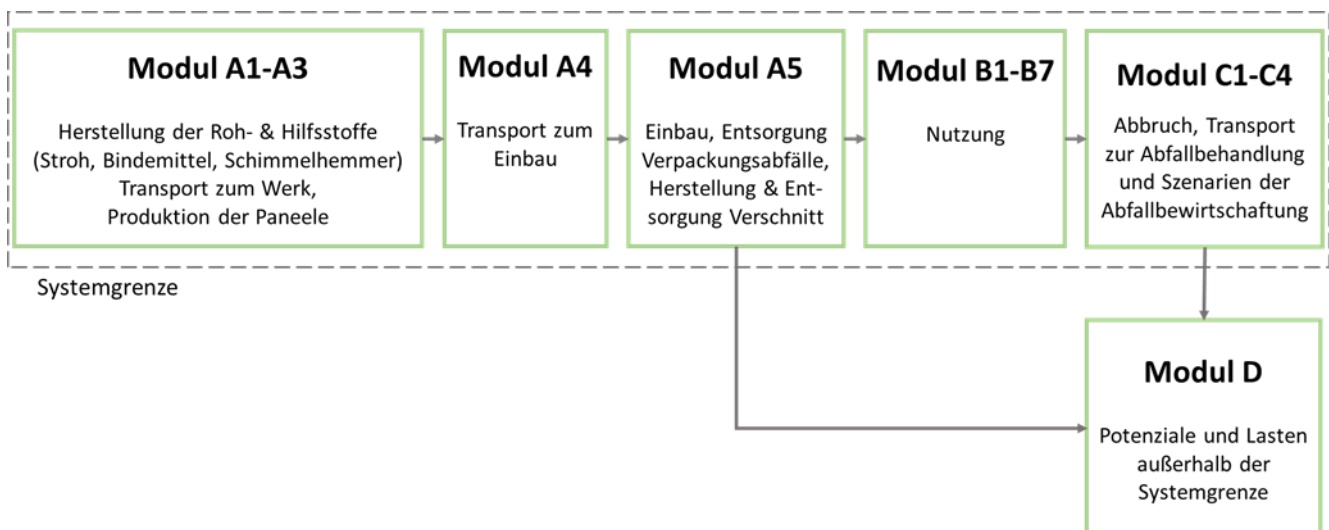 Modul A1-A3
Herstellung der Roh- & Hilfsstoffe
(Stroh, Bindemittel, Schimmelhemmer)
Transport zum Werk,
Produktion der Paneele
Modul A4
Transport zum
Einbau
Modul A5
Einbau, Entsorgung
Verpackungsabfälle,
Herstellung & Ent-
sorgung Verschnitt
Modul B1-B7
Nutzung
Modul C1-C4
Abbruch, Transport
zur Abfallbehandlung
und Szenarien der
Abfallbewirtschaftung
Systemgrenze
Modul D
Potenziale und Lasten
außerhalb der
Systemgrenze